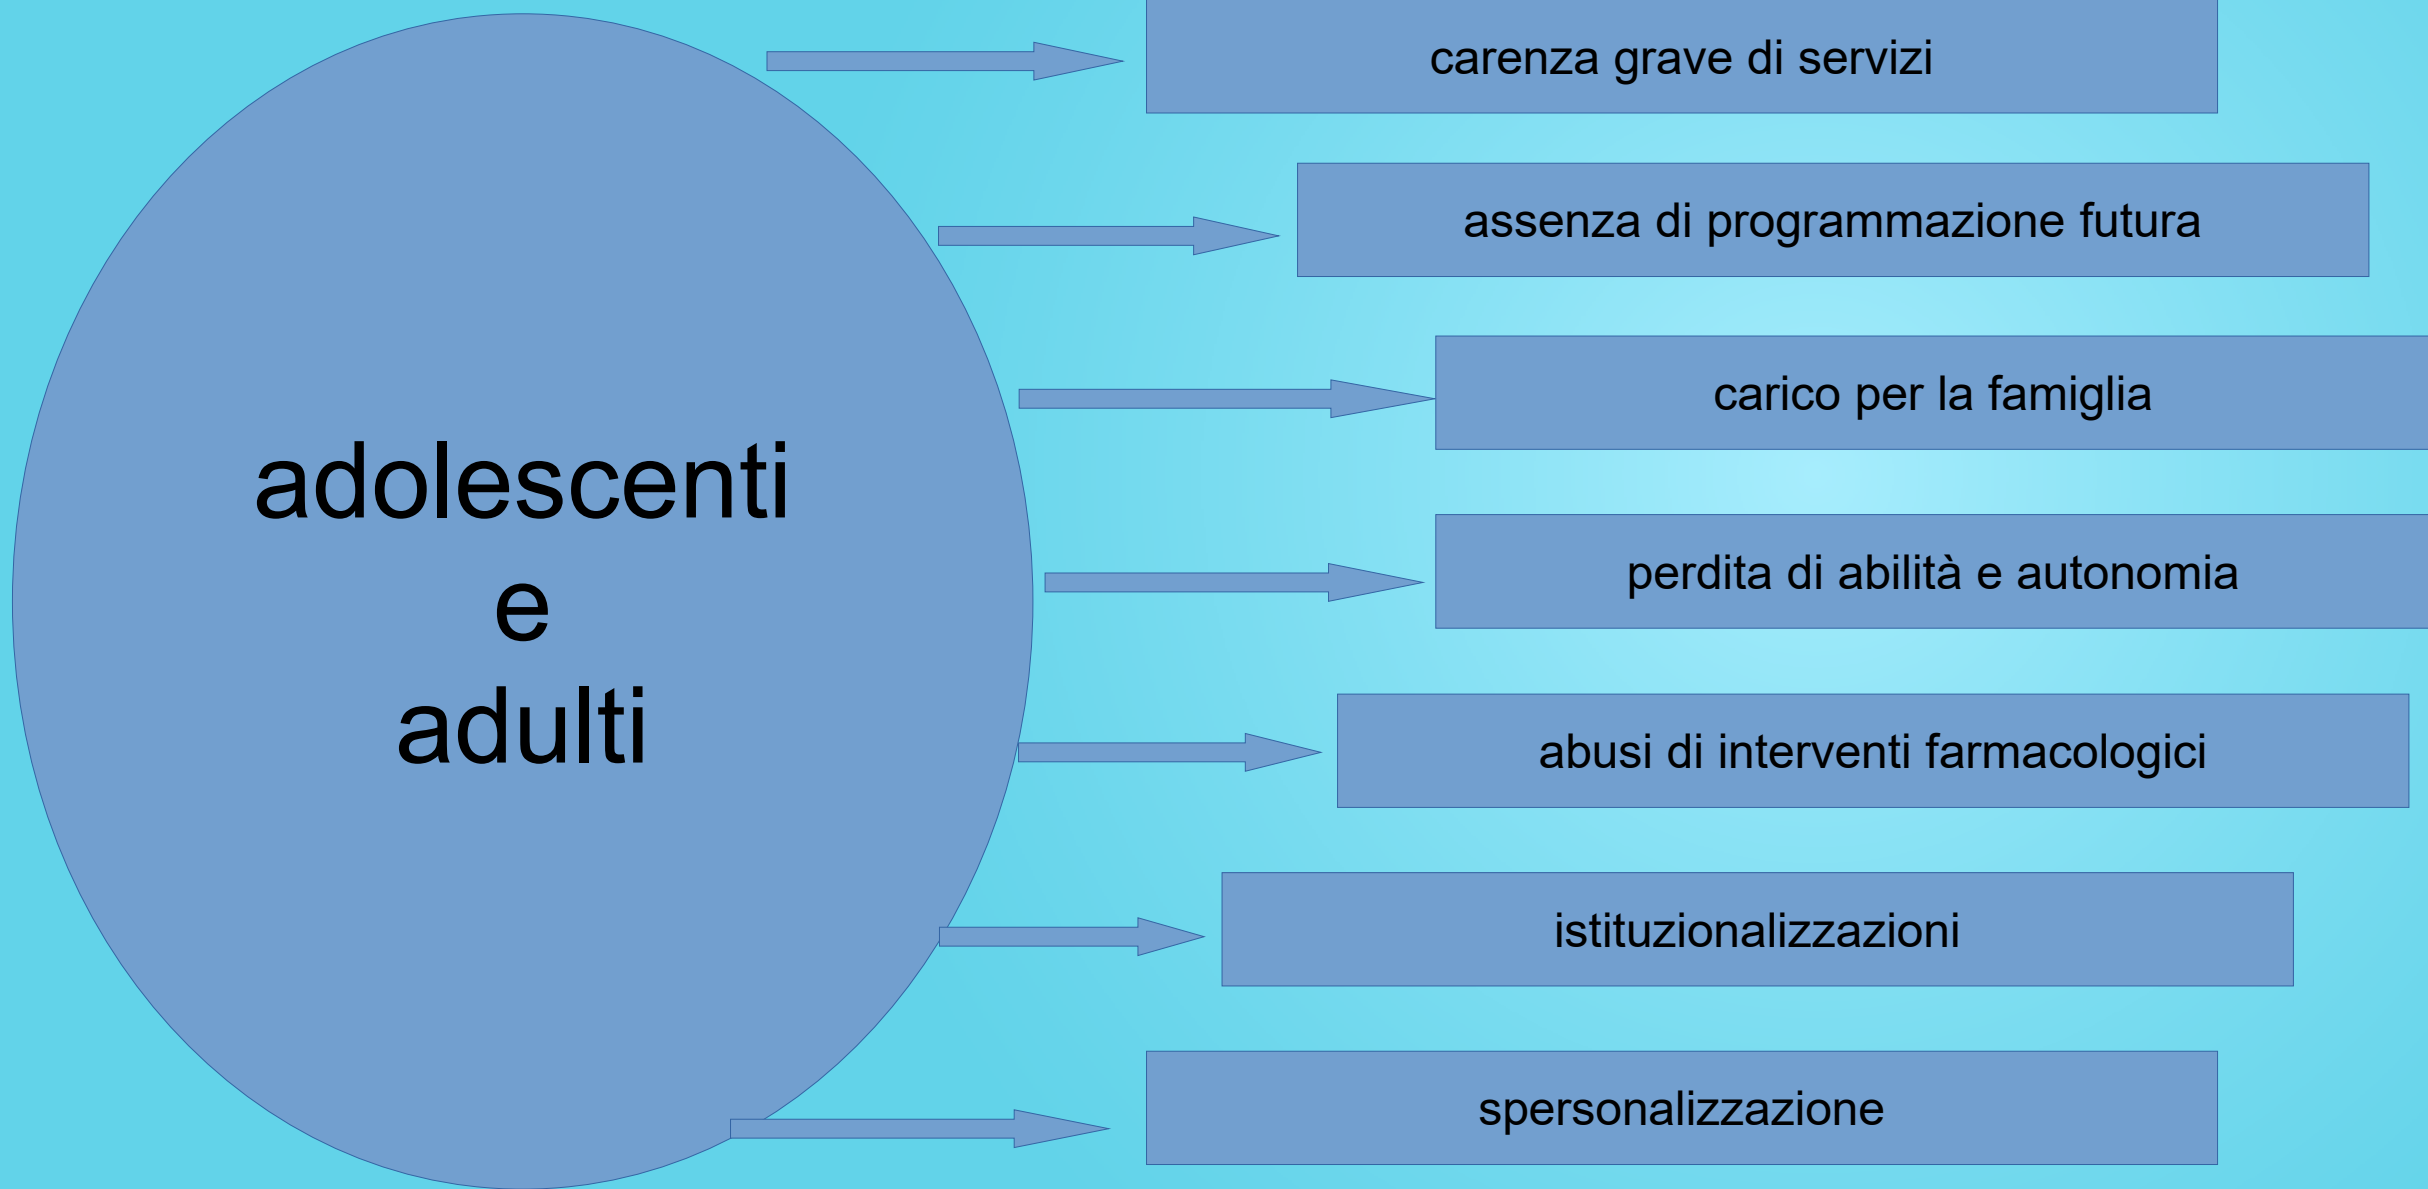 adolescenti
e
adulti
carenza grave di servizi
assenza di programmazione futura
carico per la famiglia
perdita di abilità e autonomia
abusi di interventi farmacologici
istituzionalizzazioni
spersonalizzazione